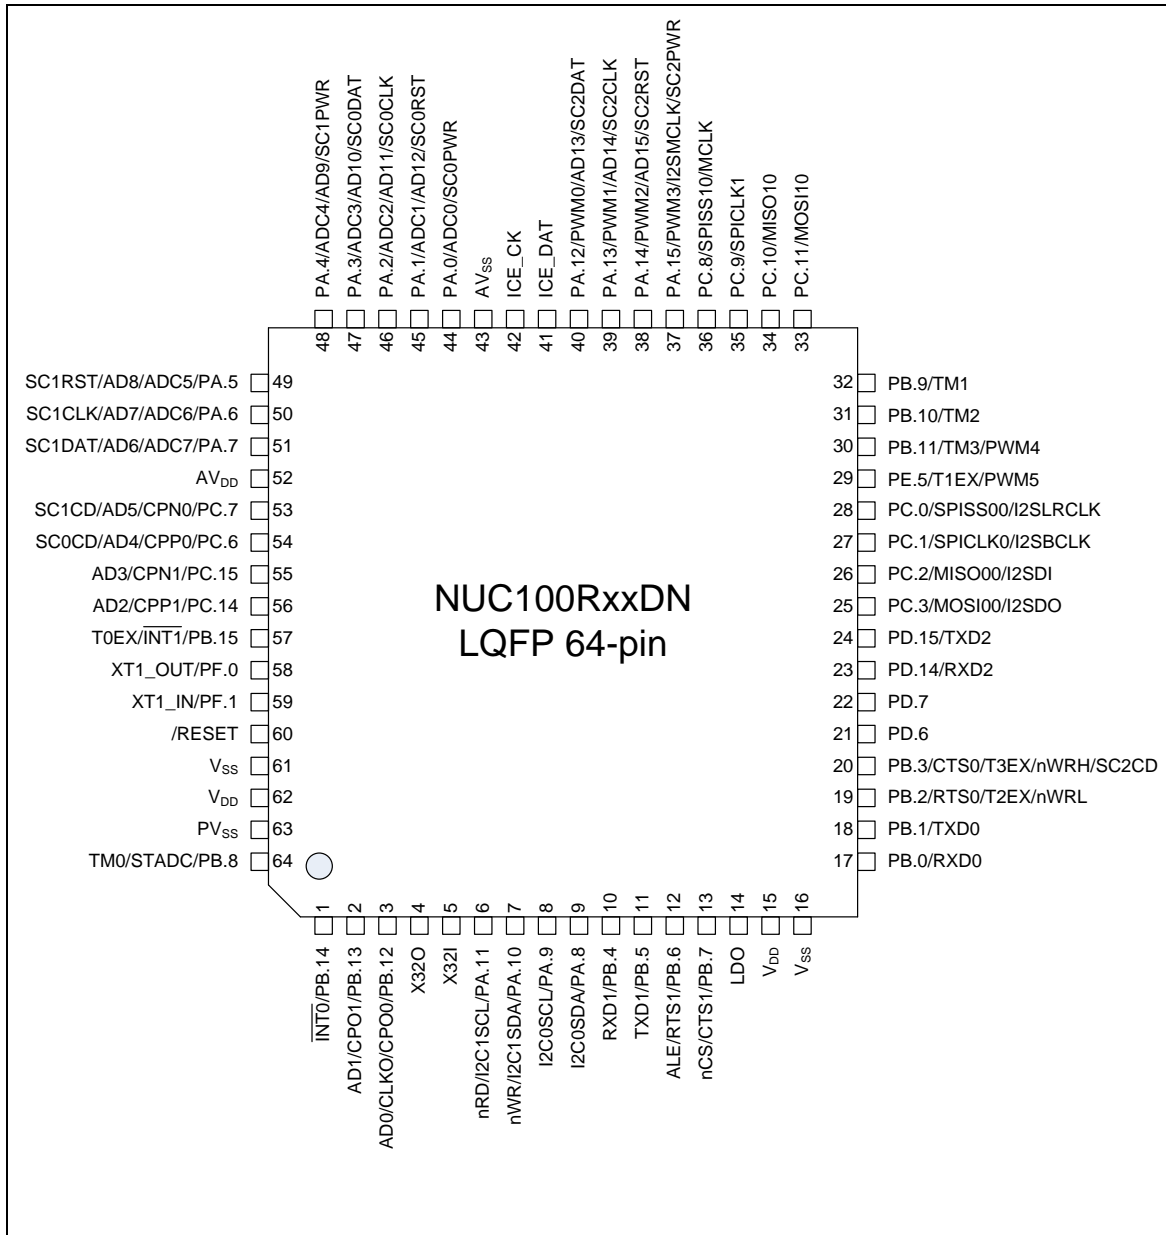 PA.4/ADC4/AD9/SC1PWR
PA.3/ADC3/AD10/SC0DAT
PA.2/ADC2/AD11/SC0CLK
PA.1/ADC1/AD12/SC0RST
PA.0/ADC0/SC0PWR
AVSS
ICE_CK
ICE_DAT
PA.12/PWM0/AD13/SC2DAT
PA.13/PWM1/AD14/SC2CLK
PA.14/PWM2/AD15/SC2RST
PA.15/PWM3/I2SMCLK/SC2PWR
PC.8/SPISS10/MCLK
PC.9/SPICLK1
PC.10/MISO10
PC.11/MOSI10
48
47
46
45
44
43
42
41
40
39
38
37
36
35
34
33
SC1RST/AD8/ADC5/PA.5 49
SC1CLK/AD7/ADC6/PA.6 50
SC1DAT/AD6/ADC7/PA.7 51
AVDD 52
SC1CD/AD5/CPN0/PC.7 53
SC0CD/AD4/CPP0/PC.6 54
AD3/CPN1/PC.15 55
AD2/CPP1/PC.14 56
T0EX/INT1/PB.15 57
XT1_OUT/PF.0 58
XT1_IN/PF.1 59
/RESET 60
VSS 61
VDD 62
PVSS 63
TM0/STADC/PB.8 64
NUC100RxxDN
LQFP 64-pin
32 PB.9/TM1
31 PB.10/TM2
30 PB.11/TM3/PWM4
29 PE.5/T1EX/PWM5
28 PC.0/SPISS00/I2SLRCLK
27 PC.1/SPICLK0/I2SBCLK
26 PC.2/MISO00/I2SDI
25 PC.3/MOSI00/I2SDO
24 PD.15/TXD2
23 PD.14/RXD2
22 PD.7
21 PD.6
20 PB.3/CTS0/T3EX/nWRH/SC2CD
19 PB.2/RTS0/T2EX/nWRL
18 PB.1/TXD0
17 PB.0/RXD0
1
2
3
4
5
6
7
8
9
10
11
12
13
14
15
16
INT0/PB.14
AD1/CPO1/PB.13
AD0/CLKO/CPO0/PB.12
X32O
X32I
nRD/I2C1SCL/PA.11
nWR/I2C1SDA/PA.10
I2C0SCL/PA.9
I2C0SDA/PA.8
RXD1/PB.4
TXD1/PB.5
ALE/RTS1/PB.6
nCS/CTS1/PB.7
LDO
VDD
VSS